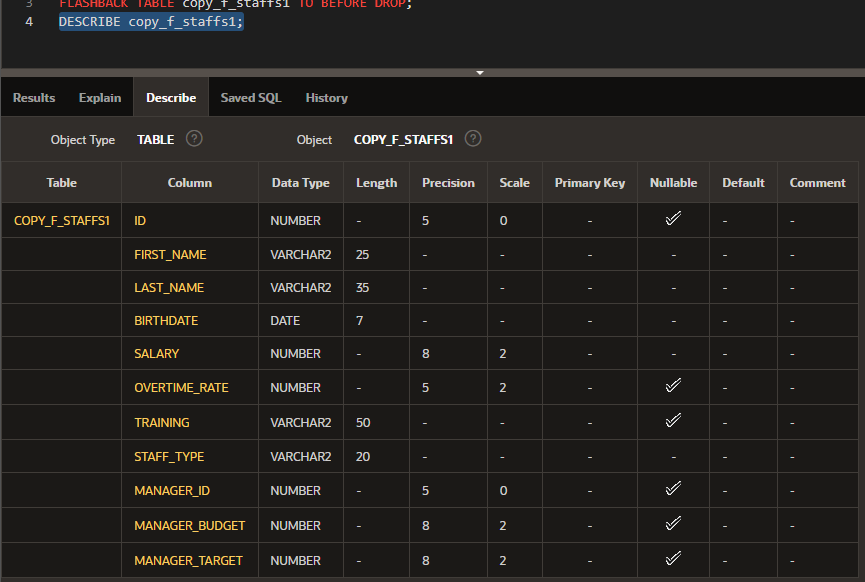 3 FLASHBACK TABLE copy_f_staffs1 TO BEFORE DROP;
4 DESCRIBE copy_f_staffs1;
Results Explain Describe Saved SQL History
Object Type TABLE ? Object COPY_F_STAFFS1 ?
Table Column Data Type Length Precision Scale Primary Key Nullable Default Comment
COPY_F_STAFFS1 ID NUMBER - 5 0 - ✓ - -
FIRST_NAME VARCHAR2 25 - - - - - -
LAST_NAME VARCHAR2 35 - - - - - -
BIRTHDATE DATE 7 - - - - - -
SALARY NUMBER - 8 2 - - - -
OVERTIME_RATE NUMBER - 5 2 - ✓ - -
TRAINING VARCHAR2 50 - - - ✓ - -
STAFF_TYPE VARCHAR2 20 - - - - - -
MANAGER_ID NUMBER - 5 0 - ✓ - -
MANAGER_BUDGET NUMBER - 8 2 - ✓ - -
MANAGER_TARGET NUMBER - 8 2 - ✓ - -